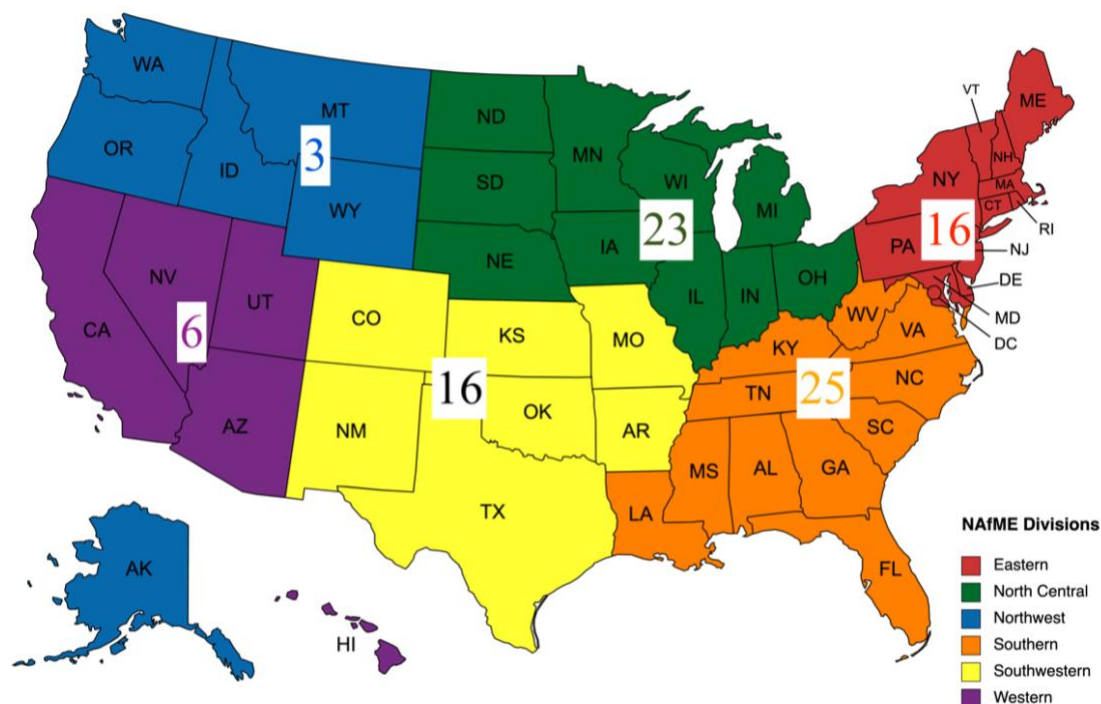 WA
MT
ND
MN
VT
ME
OR
ID
3
SD
WI
MI
NY
NH
MA
CT
RI
WY
NE
IA
23
PA
16
NJ
NV
UT
CO
IL
IN
OH
DE
MD
DC
CA
6
KS
MO
WV
VA
KY
AZ
NM
16
OK
AR
TN
25
NC
SC
TX
LA
MS
AL
GA
FL
AK
HI
NAfME Divisions
Eastern
North Central
Northwest
Southern
Southwestern
Western